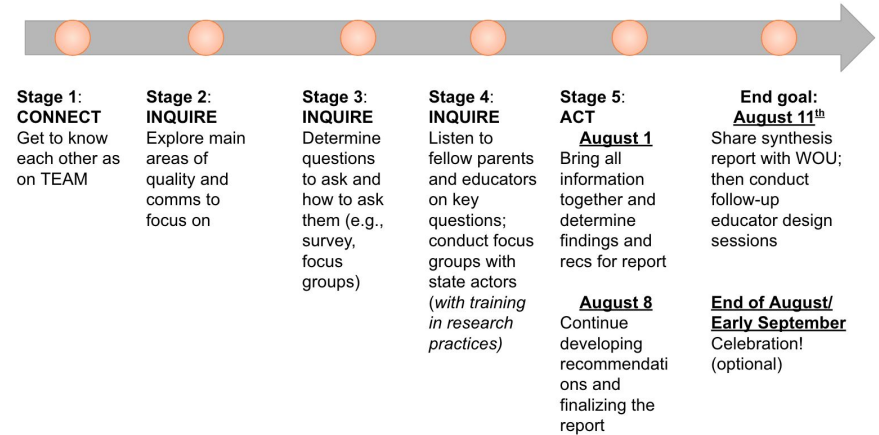 Stage 1:
CONNECT
Get to know
each other as
on TEAM
Stage 2:
INQUIRE
Explore main
areas of
quality and
comms to
focus on
Stage 3:
INQUIRE
Determine
questions
to ask and
how to ask
them (e.g.,
survey,
focus
groups)
Stage 4:
INQUIRE
Listen to
fellow parents
and educators
on key
questions;
conduct focus
groups with
state actors
(with training
in research
practices)
Stage 5:
ACT
August 1
Bring all
information
together and
determine
findings and
recs for report
August 8
Continue
developing
recommendati
ons and
finalizing the
report
End goal:
August 11th
Share synthesis
report with WOU;
then conduct
follow-up
educator design
sessions
End of August/
Early September
Celebration!
(optional)